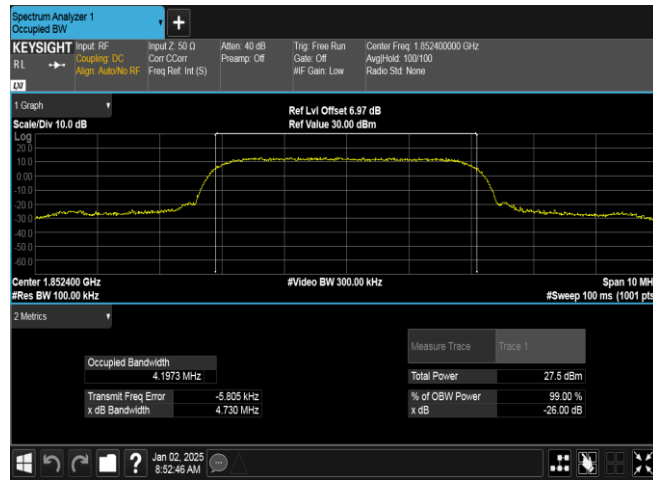 Spectrum Analyzer 1
Occupied BW
+
KEYSIGHT Input: RF Input Z: 50 Ω Atten: 40 dB Trig: Free Run Center Freq: 1.852400000 GHz
RL Coupling: DC Corr CCorr Preamp: Off Gate: Off Avg|Hold: 100/100
Align: Auto/No RF Freq Ref: Int (S) #IF Gain: Low Radio Std: None
LXI
1 Graph
Ref Lvl Offset 6.97 dB
Scale/Div 10.0 dB Ref Value 30.00 dBm
Log
20.0
10.0
0.00
-10.0
-20.0
-30.0
-40.0
-50.0
-60.0
Center 1.852400 GHz #Video BW 300.00 kHz Span 10 MH
#Res BW 100.00 kHz #Sweep 100 ms (1001 pts
2 Metrics
Measure Trace Trace 1
Occupied Bandwidth
4.1973 MHz Total Power 27.5 dBm
Transmit Freq Error -5.805 kHz % of OBW Power 99.00 %
x dB Bandwidth 4.730 MHz x dB -26.00 dB
? Jan 02, 2025
8:52:46 AM